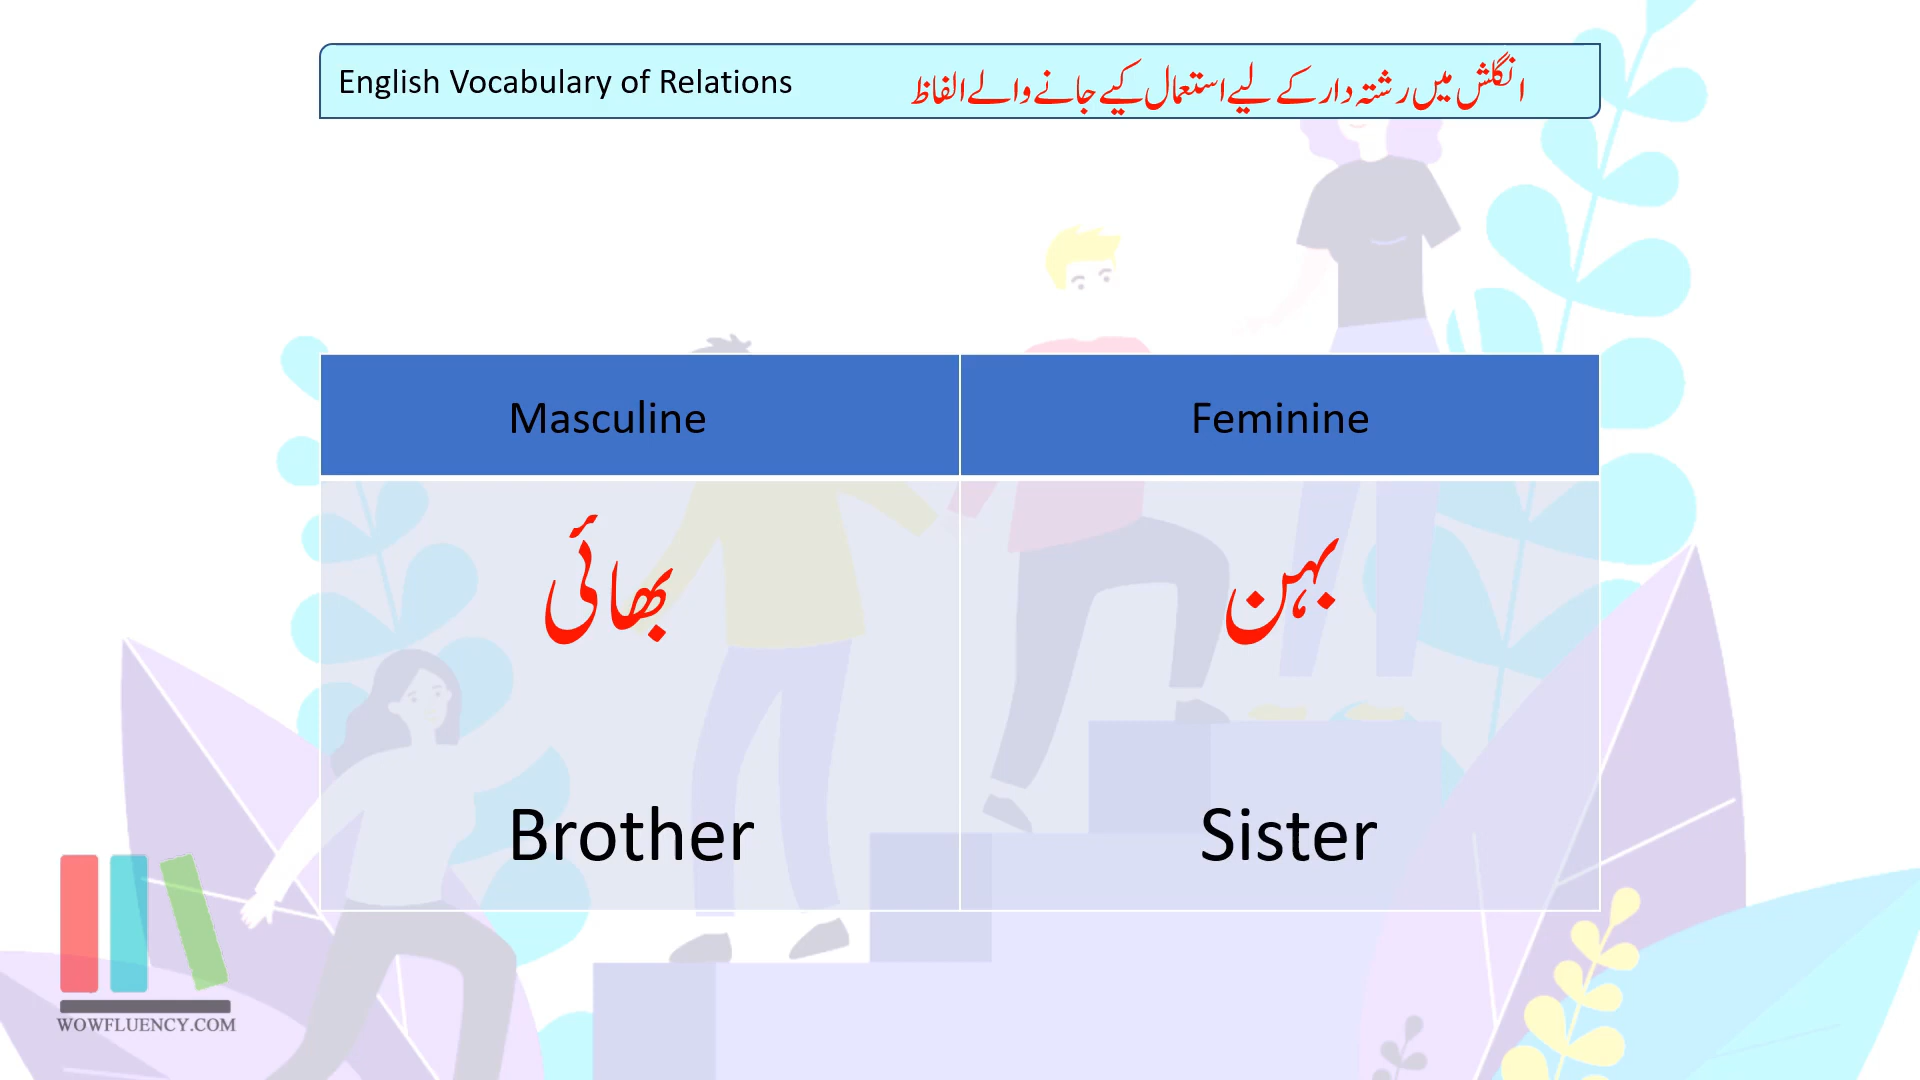 English Vocabulary of Relations
انگلش میں رشتہ دار کے لیے استعمال کیے جانے والے الفاظ
Masculine
Feminine
بھائی
بہن
Brother
Sister
WOWFLUENCY.COM